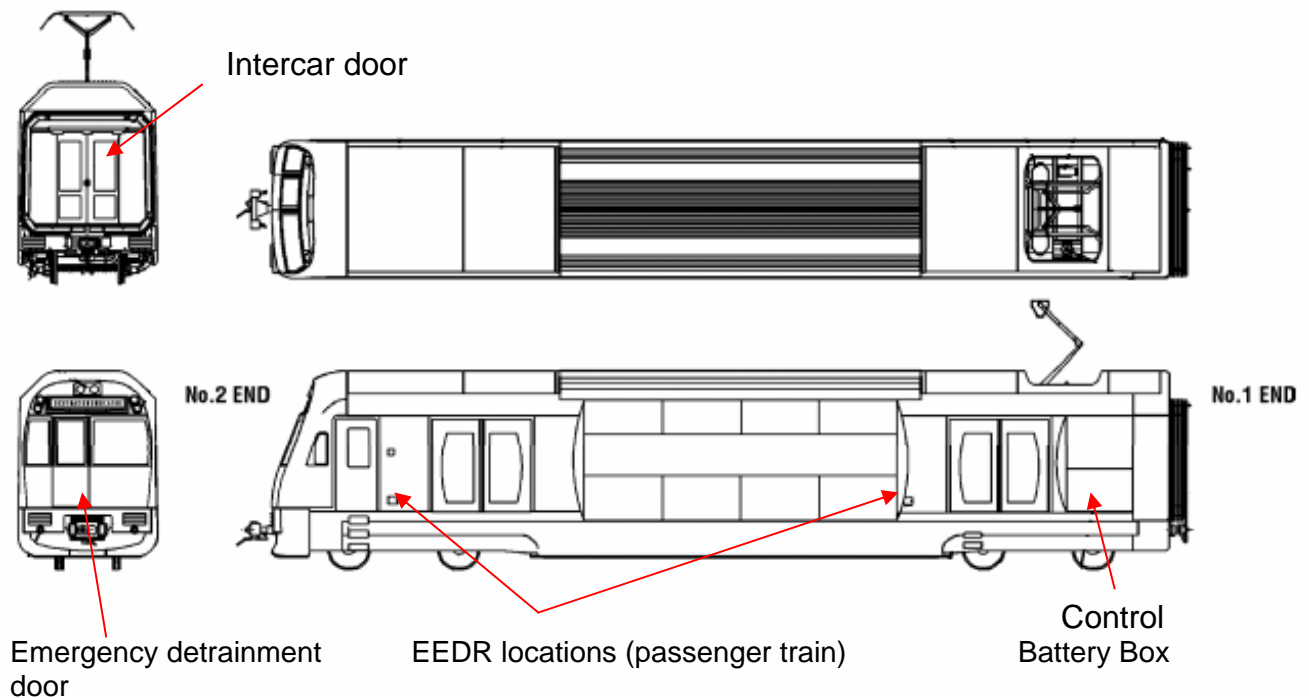 Intercar door
No.2 END
No.1 END
Emergency detrainment
door
EEDR locations (passenger train)
Control
Battery Box